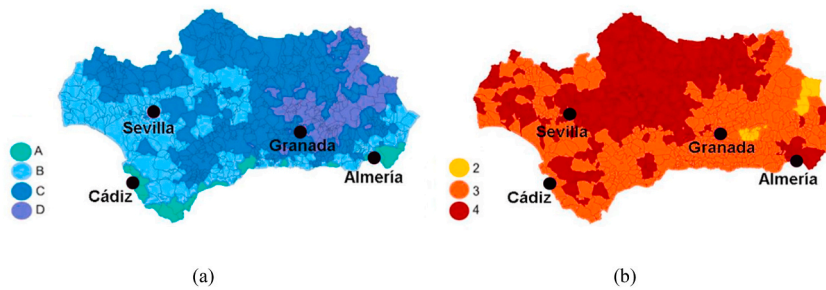 Sevilla
Granada
Almería
Cádiz
A
B
C
D
(a)
Sevilla
Granada
Almería
Cádiz
2
3
4
(b)